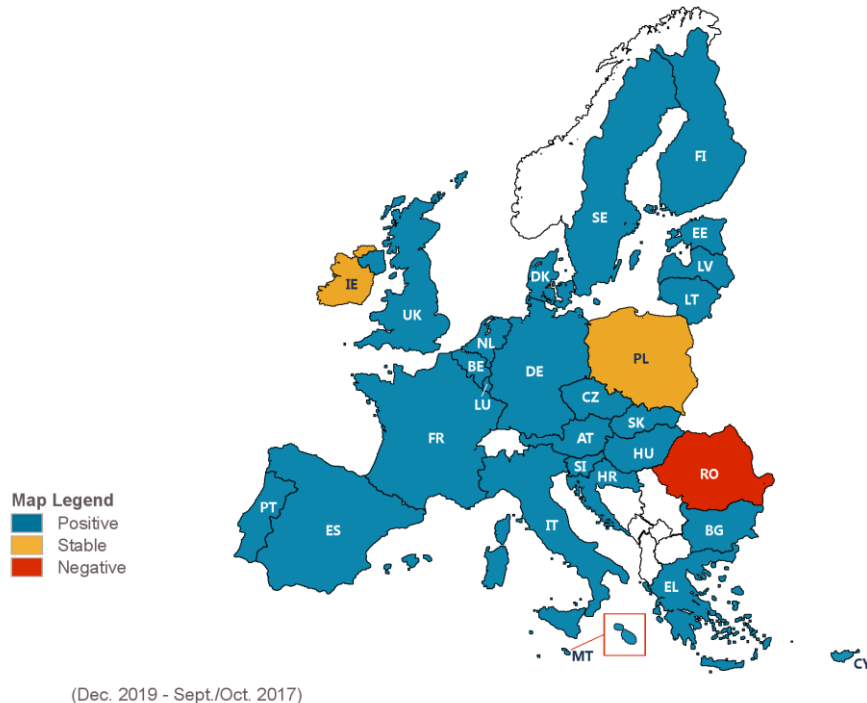 FI
SE
EE
LV
DK
LT
IE
UK
NL
PL
BE
DE
CZ
LU
SK
FR
AT
HU
SI
HR
RO
Map Legend
PT
Positive
ES
IT
BG
Stable
Negative
EL
MT
CY
(Dec. 2019 - Sept./Oct. 2017)